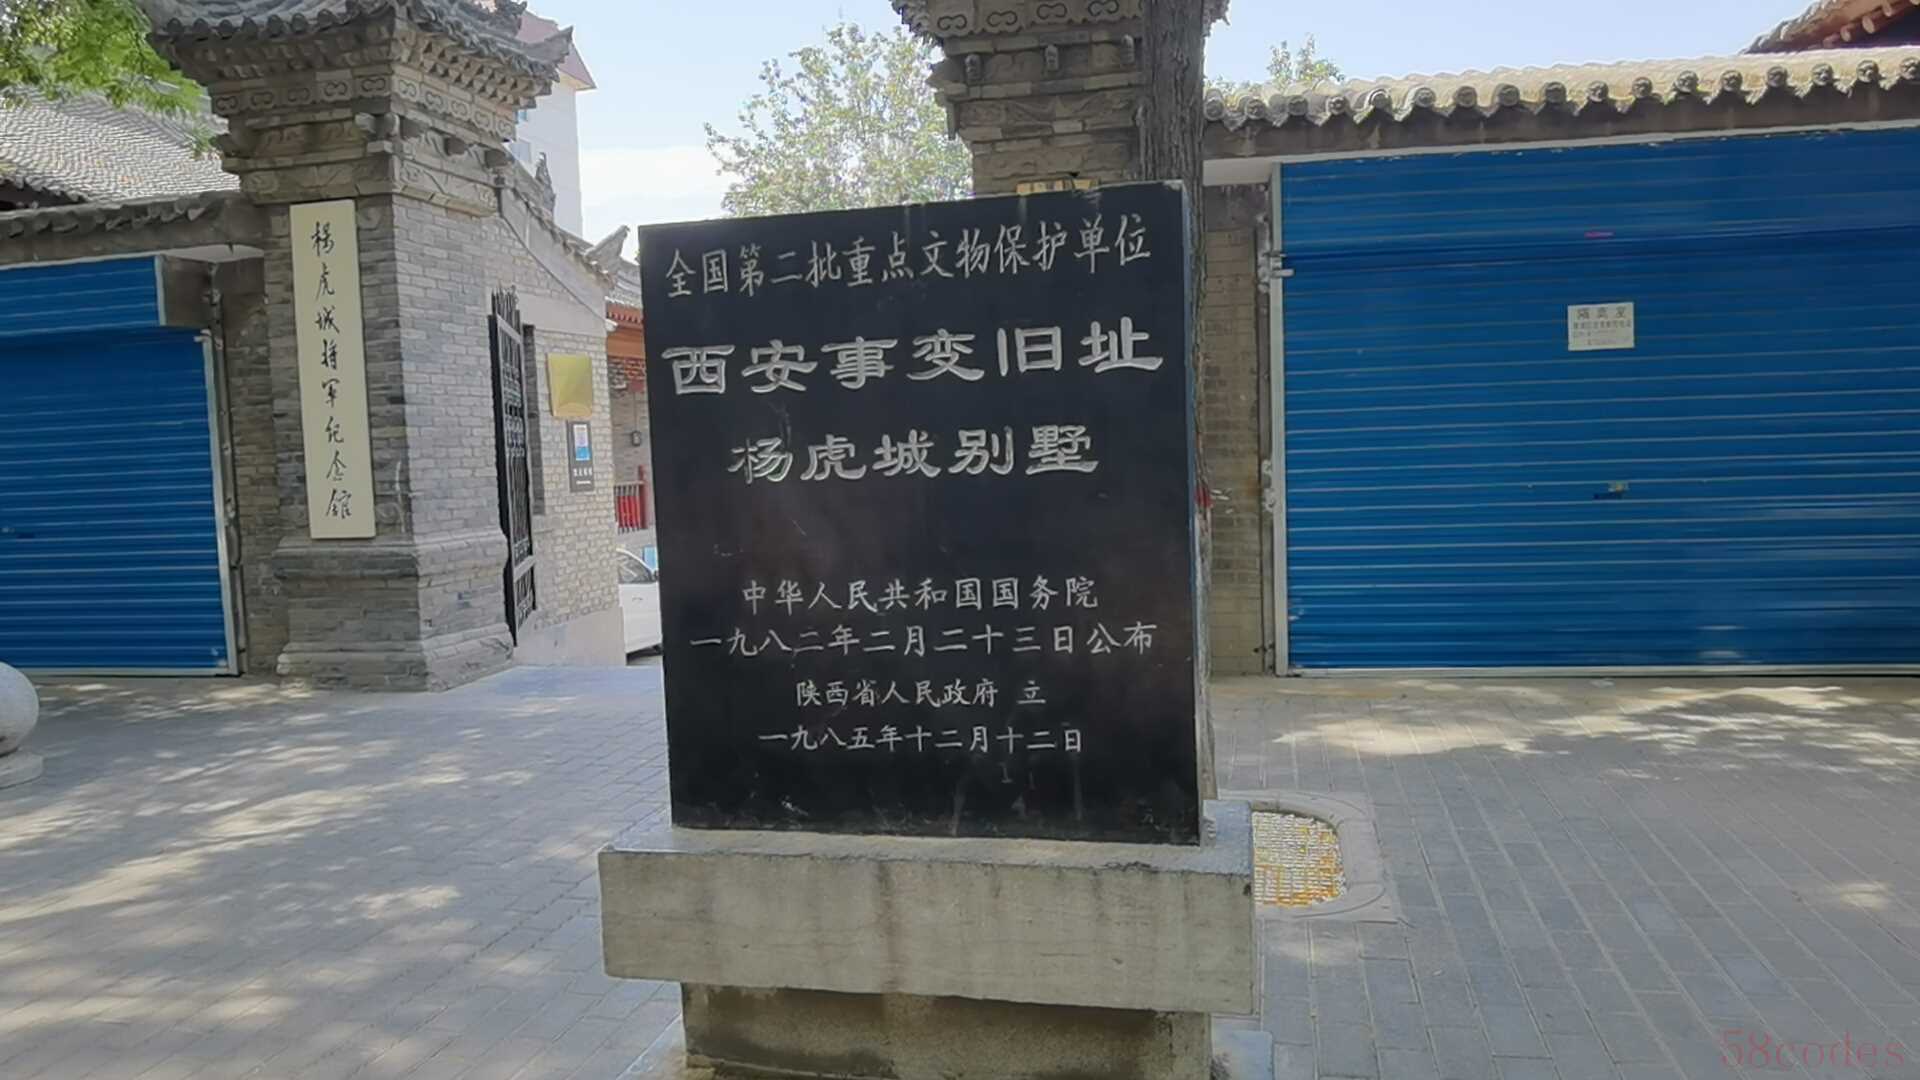 杨虎城将军纪念馆
全国第二批重点文物保护单位
西安事变旧址
杨虎城别墅
中华人民共和国国务院
一九八二年二月二十三日公布
陕西省人民政府 立
一九八五年十二月十二日
隔离室
58codes